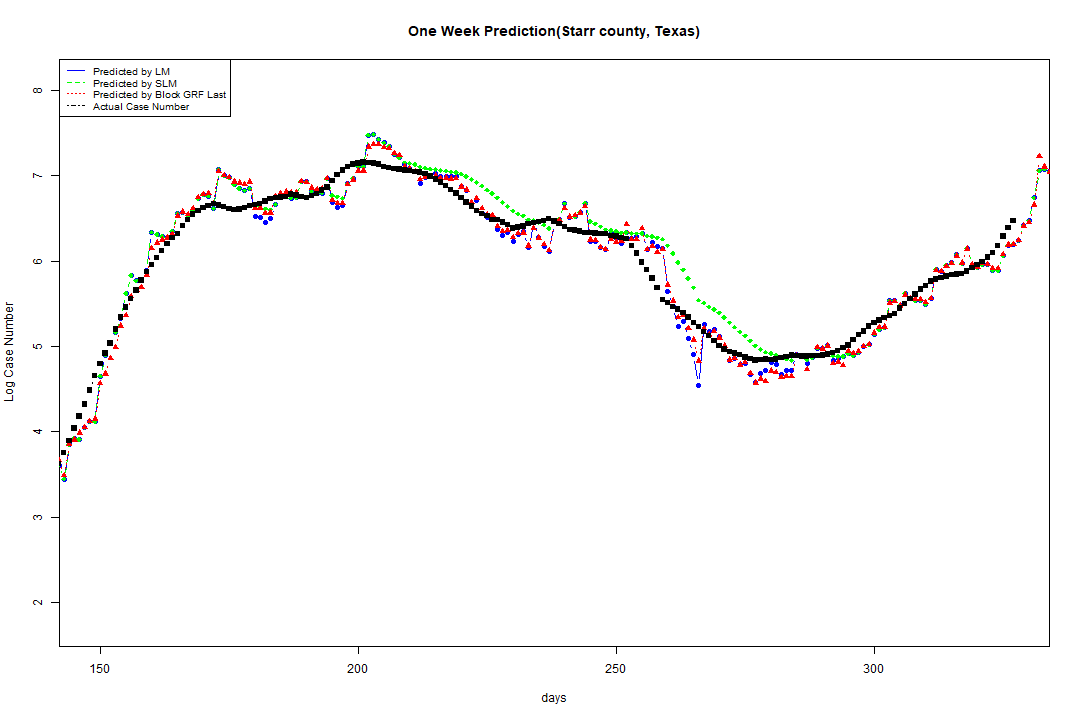 One Week Prediction(Starr county, Texas)
Predicted by LM
Predicted by SLM
Predicted by Block GRF Last
Actual Case Number
8
7
6
5
4
3
2
Log Case Number
150 200 250 300
days